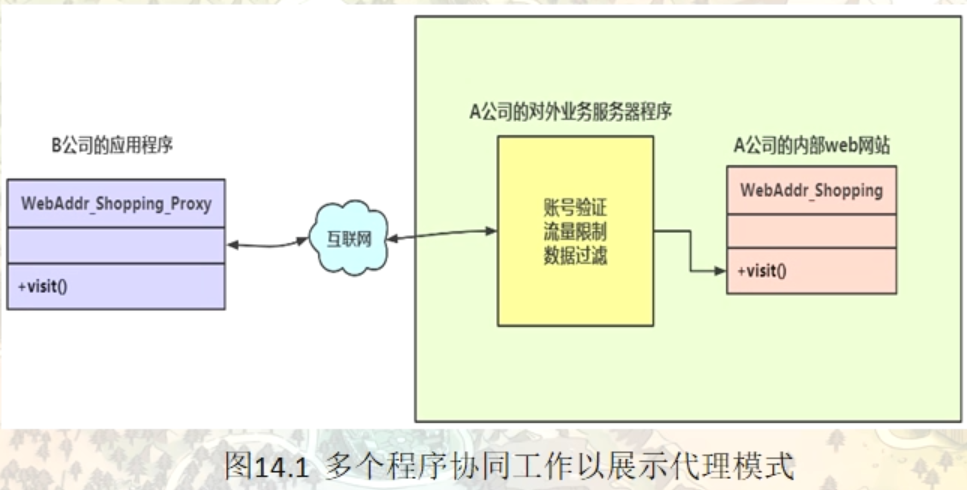 B公司的应用程序
WebAddr_Shopping_Proxy
+visit()
互联网
A公司的对外业务服务器程序
账号验证
流量限制
数据过滤
A公司的内部web网站
WebAddr_Shopping
+visit()
图14.1 多个程序协同工作以展示代理模式